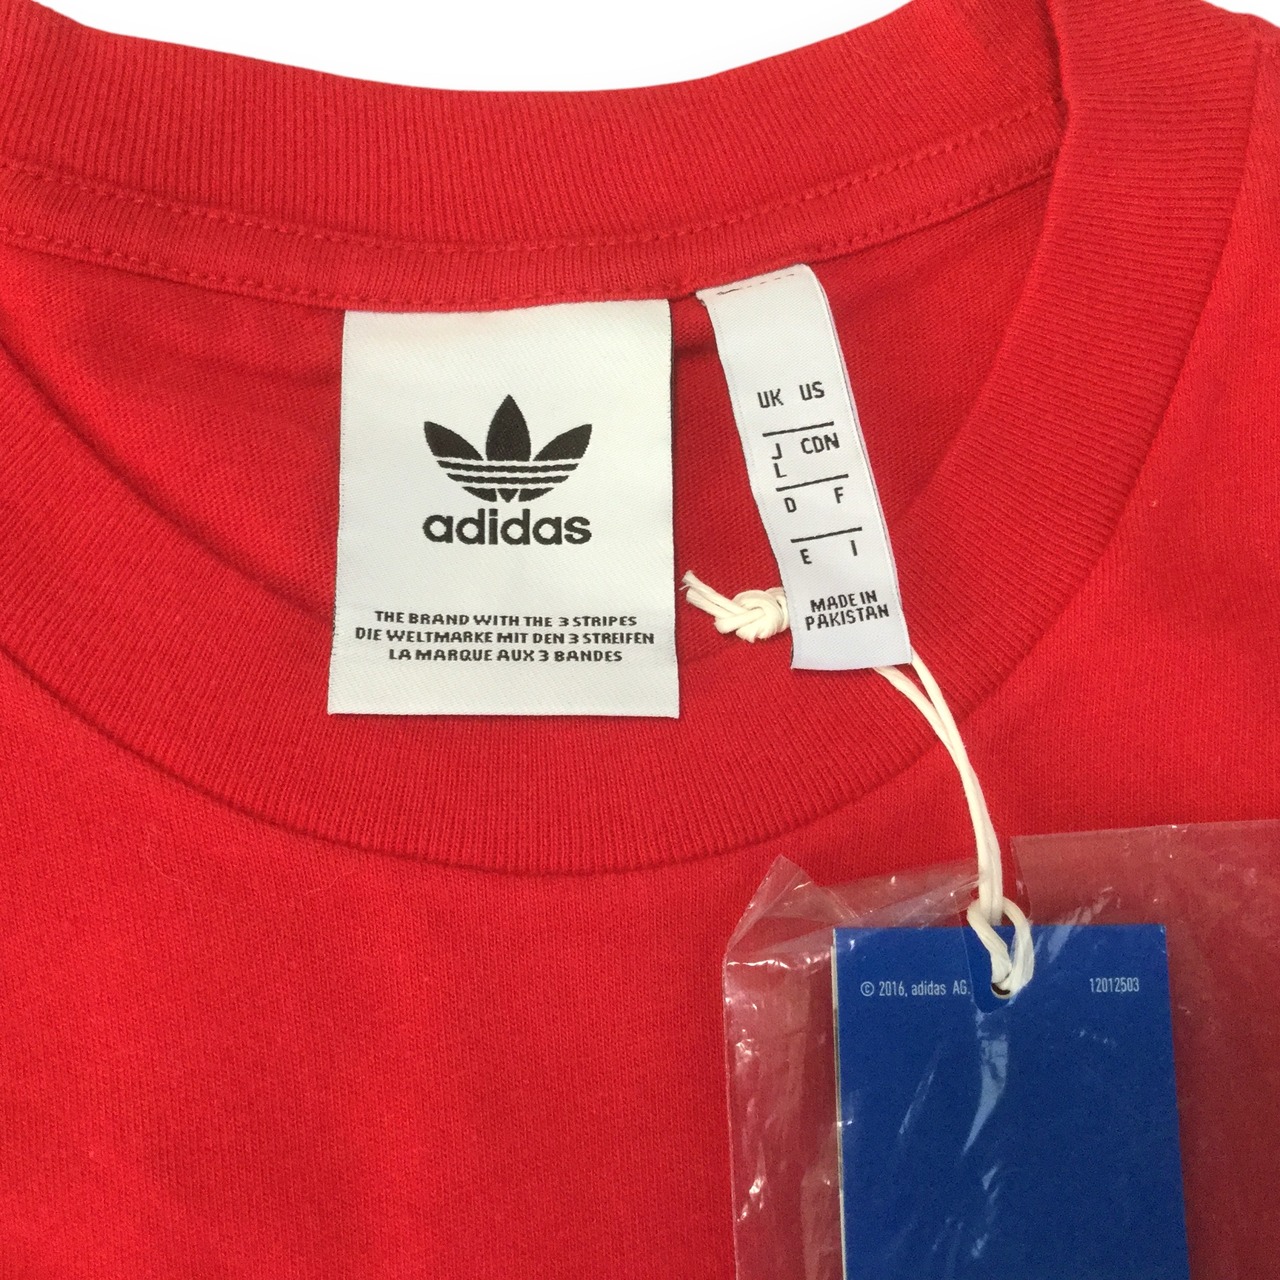 adidas
THE BRAND WITH THE 3 STRIPES
DIE WELTMARKE MIT DEN 3 STREIFEN
LA MARQUE AUX 3 BANDES
UK US
J CDN
L
D F
E I
MADE IN
PAKISTAN
© 2016, adidas AG. 12012503